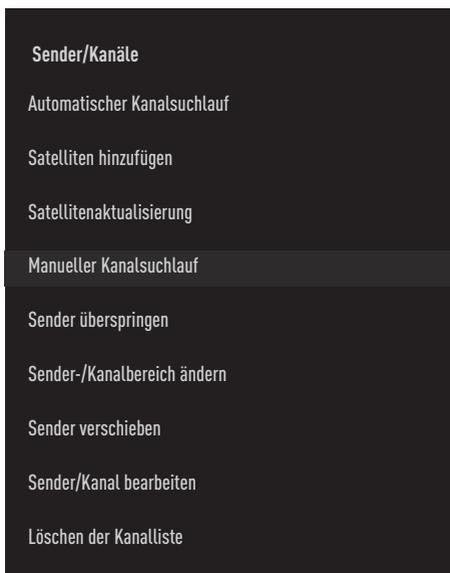 Sender/Kanäle
Automatischer Kanalsuchlauf
Satelliten hinzufügen
Satellitenaktualisierung
Manueller Kanalsuchlauf
Sender überspringen
Sender-/Kanalbereich ändern
Sender verschieben
Sender/Kanal bearbeiten
Löschen der Kanalliste